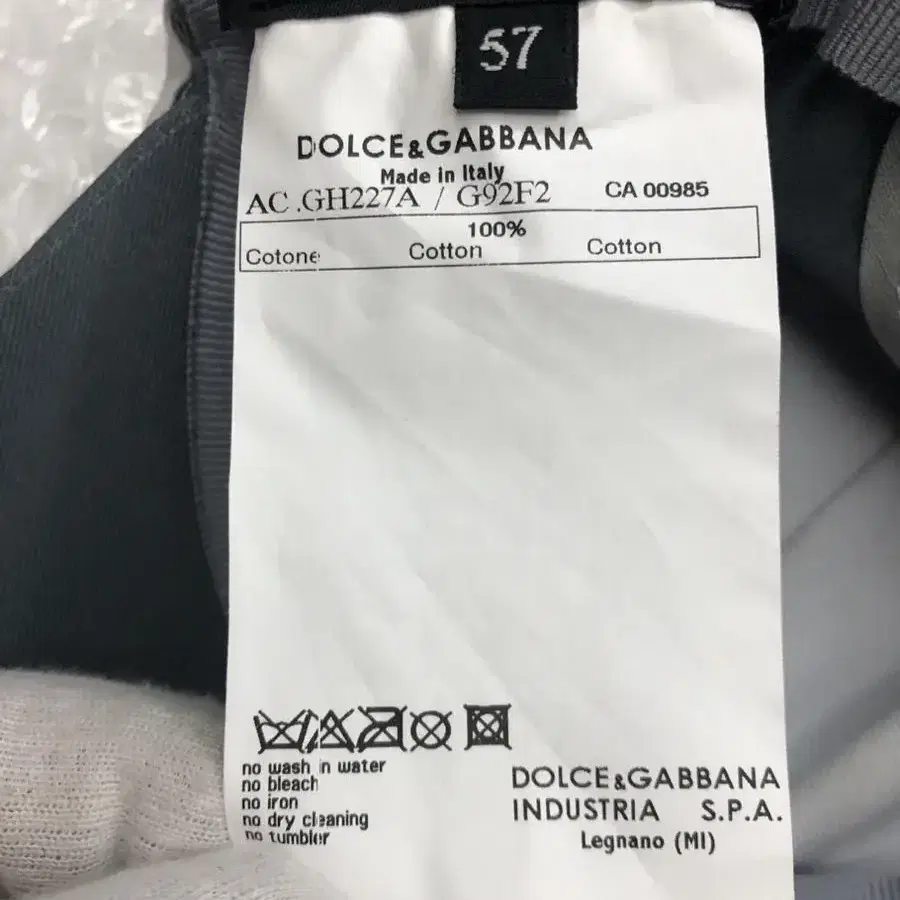 57
DOLCE&GABBANA
Made in Italy
AC .GH227A / G92F2 CA 00985
100%
Cotone Cotton Cotton
no wash in water
no bleach
no iron
no dry cleaning
no tumbler
DOLCE&GABBANA
INDUSTRIA S.P.A.
Legnano (MI)